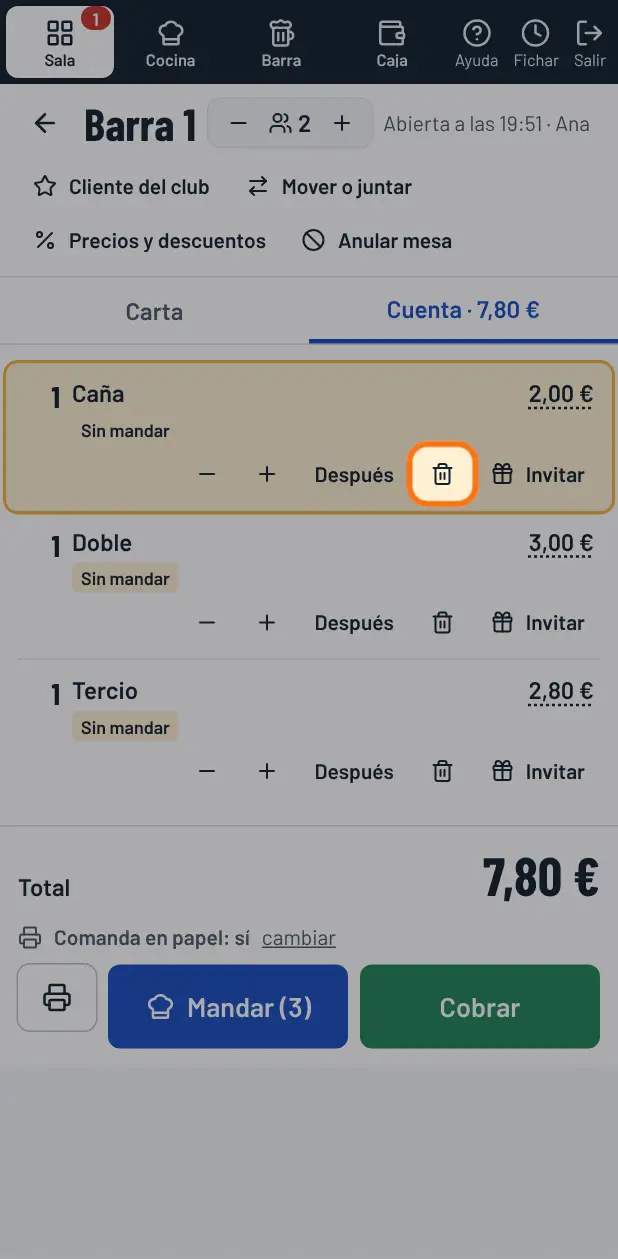 1
Sala
Cocina
Barra
Caja
Ayuda
Fichar
Salir
Barra 1
2
Abierta a las 19:51 · Ana
Cliente del club
Mover o juntar
Precios y descuentos
Anular mesa
Carta
Cuenta · 7,80 €
1 Caña 2,00 €
Sin mandar
Después
Invitar
1 Doble 3,00 €
Sin mandar
Después
Invitar
1 Tercio 2,80 €
Sin mandar
Después
Invitar
Total 7,80 €
Comanda en papel: sí cambiar
Mandar (3)
Cobrar